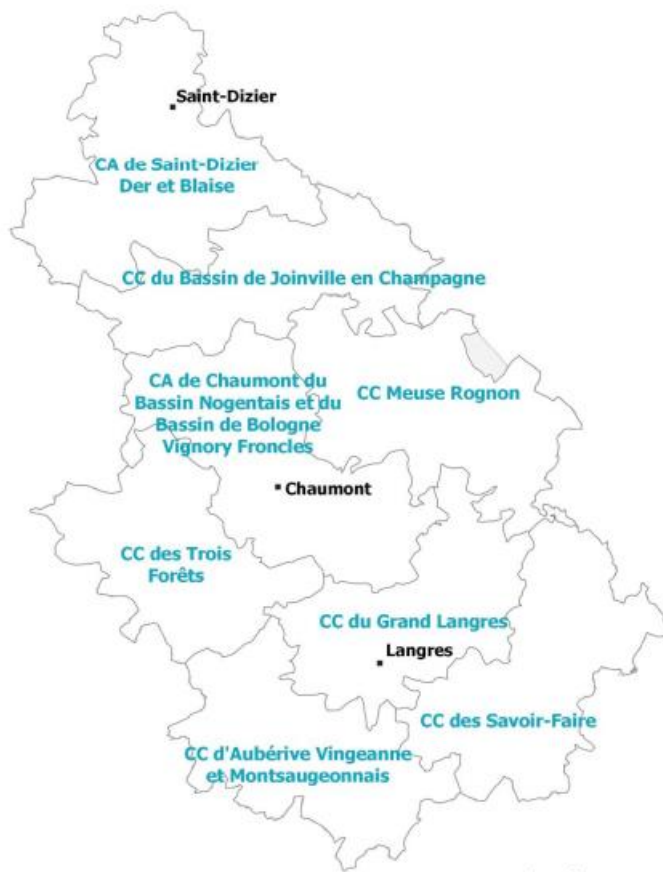 Saint-Dizier
CA de Saint-Dizier
Der et Blaise
CC du Bassin de Joinville en Champagne
CA de Chaumont du
Bassin Nogentais et du
Bassin de Bologne
Vignory Froncles
CC Meuse Rognon
Chaumont
CC des Trois
Forêts
CC du Grand Langres
Langres
CC des Savoir-Faire
CC d'Aubérive Vingeanne
et Montsaugeonnais